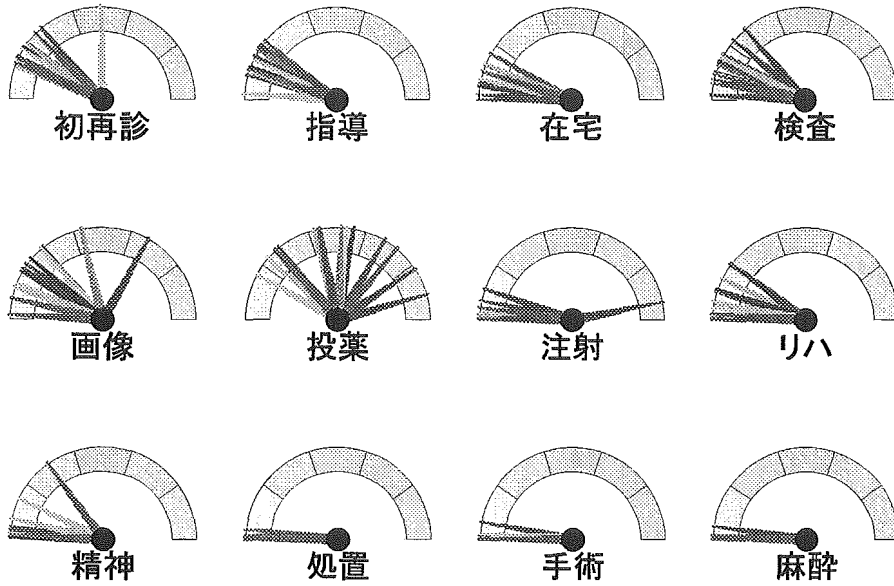 初再診
指導
在宅
検査
画像
投薬
注射
リハ
精神
処置
手術
麻酔